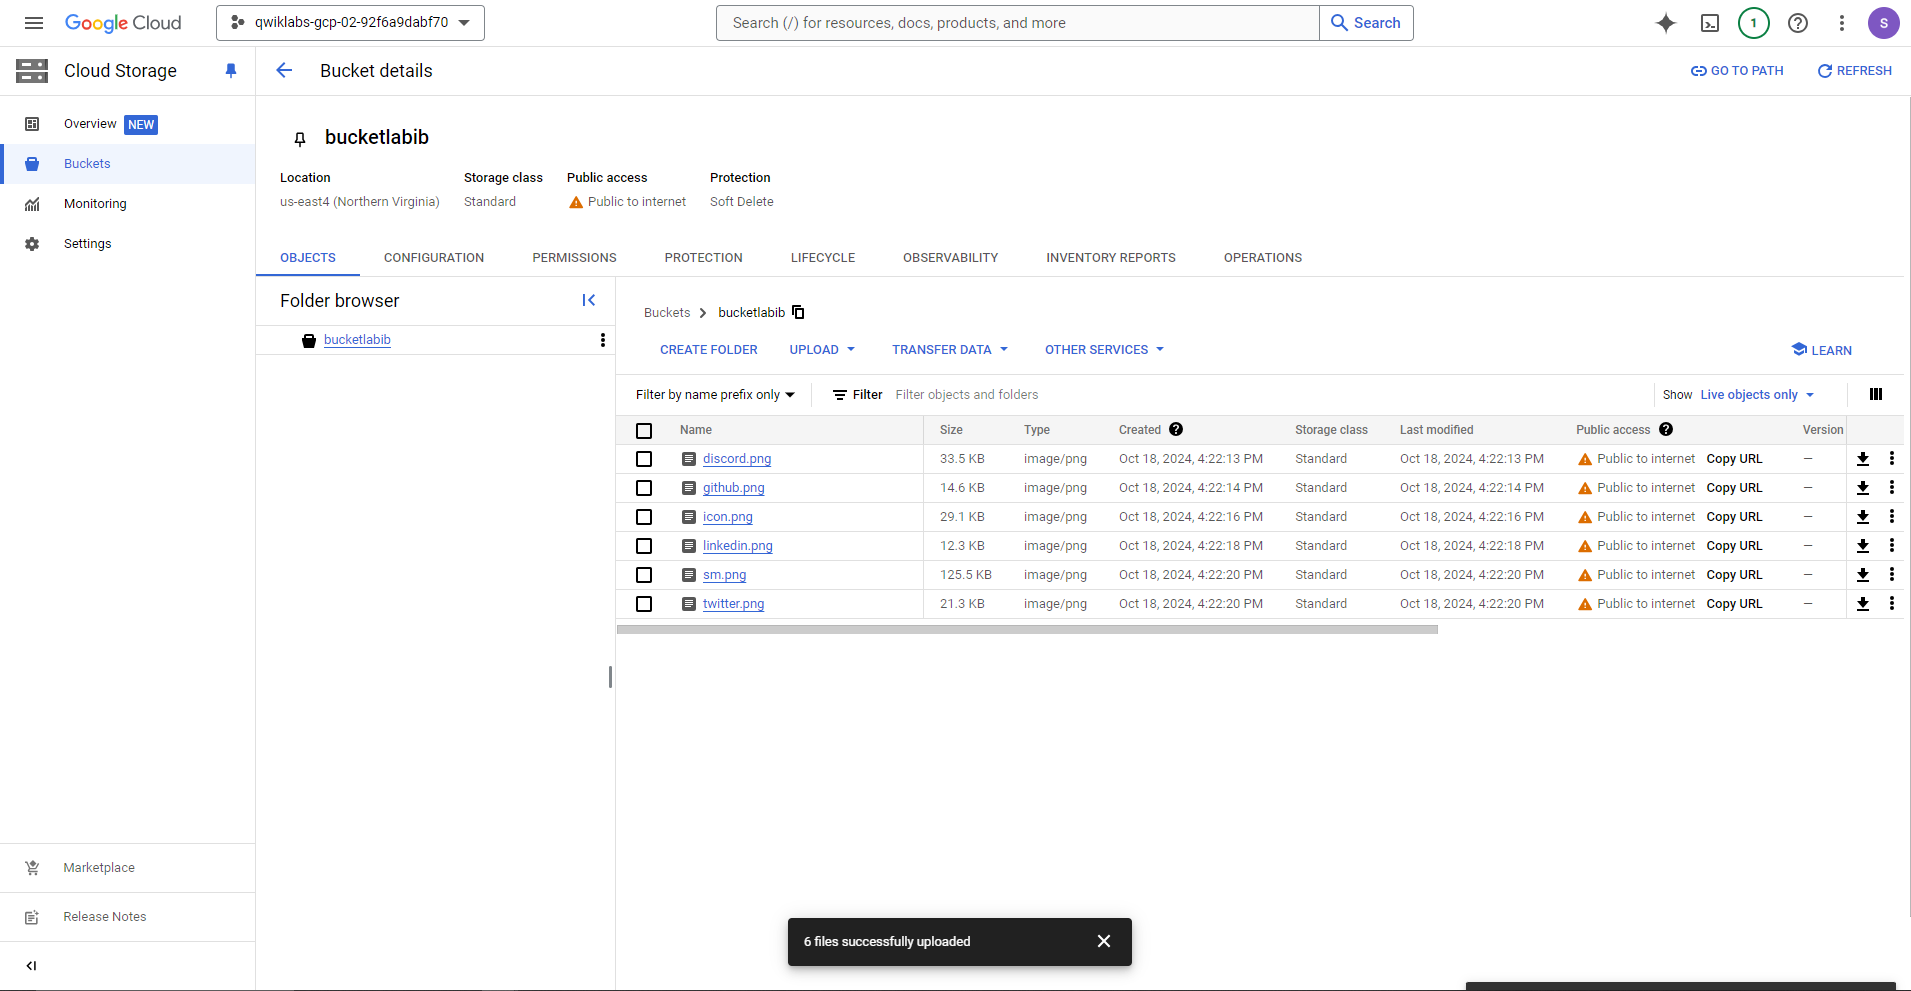 Google Cloud
qwiklabs-gcp-02-92f6a9dabf70
Search (/) for resources, docs, products, and more
Search
1
S
Cloud Storage
Bucket details
GO TO PATH
REFRESH
Overview NEW
Buckets
Monitoring
Settings
Marketplace
Release Notes
bucketlabib
Location Storage class Public access Protection
us-east4 (Northern Virginia) Standard Public to internet Soft Delete
OBJECTS CONFIGURATION PERMISSIONS PROTECTION LIFECYCLE OBSERVABILITY INVENTORY REPORTS OPERATIONS
Folder browser
bucketlabib
Buckets bucketlabib
CREATE FOLDER UPLOAD TRANSFER DATA OTHER SERVICES LEARN
Filter by name prefix only Filter Filter objects and folders Show Live objects only
Name Size Type Created Storage class Last modified Public access Version
discord.png 33.5 KB image/png Oct 18, 2024, 4:22:13 PM Standard Oct 18, 2024, 4:22:13 PM Public to internet Copy URL —
github.png 14.6 KB image/png Oct 18, 2024, 4:22:14 PM Standard Oct 18, 2024, 4:22:14 PM Public to internet Copy URL —
icon.png 29.1 KB image/png Oct 18, 2024, 4:22:16 PM Standard Oct 18, 2024, 4:22:16 PM Public to internet Copy URL —
linkedin.png 12.3 KB image/png Oct 18, 2024, 4:22:18 PM Standard Oct 18, 2024, 4:22:18 PM Public to internet Copy URL —
sm.png 125.5 KB image/png Oct 18, 2024, 4:22:20 PM Standard Oct 18, 2024, 4:22:20 PM Public to internet Copy URL —
twitter.png 21.3 KB image/png Oct 18, 2024, 4:22:20 PM Standard Oct 18, 2024, 4:22:20 PM Public to internet Copy URL —
6 files successfully uploaded